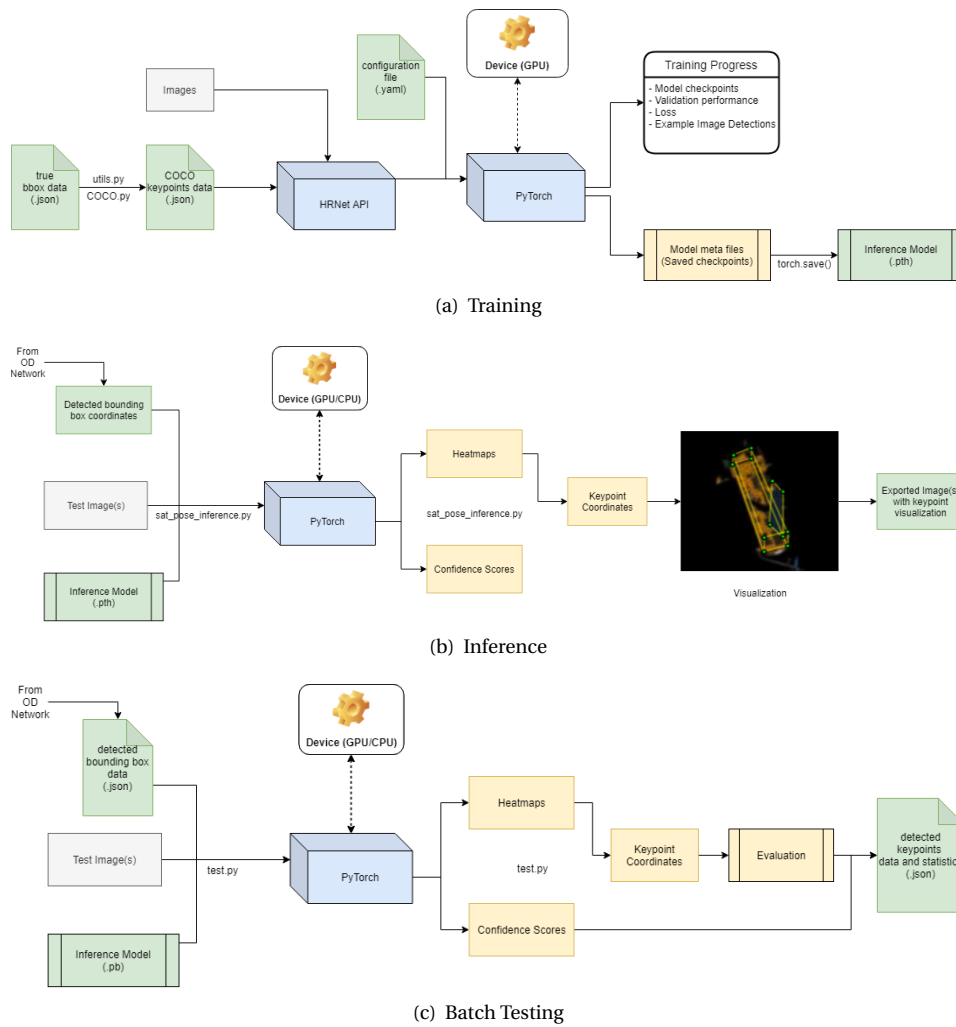 Device (GPU)
configuration
file
(.yaml)
Images
Training Progress
- Model checkpoints
- Validation performance
- Loss
- Example Image Detections
true
bbox data
(.json)
utils.py
COCO.py
COCO
keypoints data
(.json)
HRNet API
PyTorch
Model meta files
(Saved checkpoints)
torch.save()
Inference Model
(.pth)
(a) Training
From
OD
Network
Detected bounding
box coordinates
Device (GPU/CPU)
Test Image(s)
sat_pose_inference.py
PyTorch
Inference Model
(.pth)
Heatmaps
sat_pose_inference.py
Confidence Scores
Keypoint
Coordinates
Visualization
Exported Image(s)
with keypoint
visualization
(b) Inference
From
OD
Network
detected
bounding box
data
(.json)
Device (GPU/CPU)
Test Image(s)
test.py
PyTorch
Inference Model
(.pb)
Heatmaps
test.py
Confidence Scores
Keypoint
Coordinates
Evaluation
detected
keypoints
data and statistic
(.json)
(c) Batch Testing